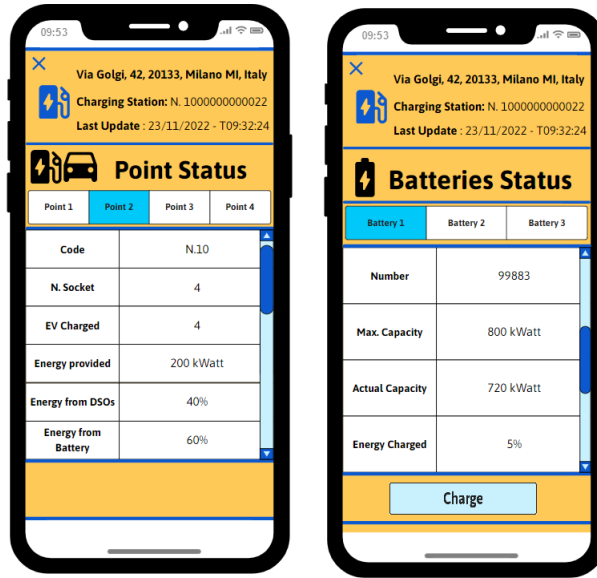 09:53
Via Golgi, 42, 20133, Milano MI, Italy
Charging Station: N. 1000000000022
Last Update : 23/11/2022 - T09:32:24
Point Status
Point 1 Point 2 Point 3 Point 4
Code N.10
N. Socket 4
EV Charged 4
Energy provided 200 kWatt
Energy from DSOs 40%
Energy from
Battery 60%
09:53
Via Golgi, 42, 20133, Milano MI, Italy
Charging Station: N. 1000000000022
Last Update : 23/11/2022 - T09:32:24
Batteries Status
Battery 1 Battery 2 Battery 3
Number 99883
Max. Capacity 800 kWatt
Actual Capacity 720 kWatt
Energy Charged 5%
Charge